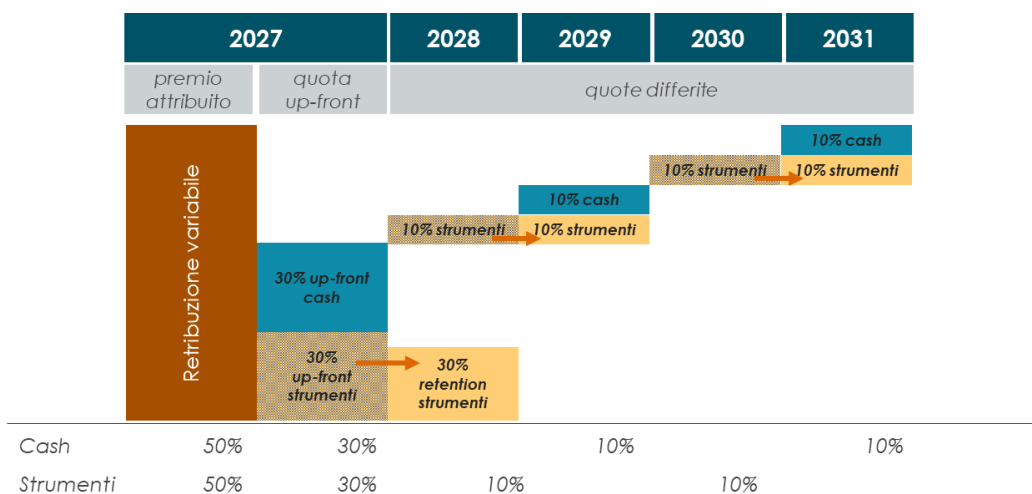 2027 2028 2029 2030 2031
premio
attribuito
quota
up-front
quote differite
Retribuzione variabile
10% cash
10% strumenti 10% strumenti
10% cash
10% strumenti 10% strumenti
30% up-front
cash
30%
up-front
strumenti
30%
retention
strumenti
Cash 50% 30% 10% 10%
Strumenti 50% 30% 10% 10%